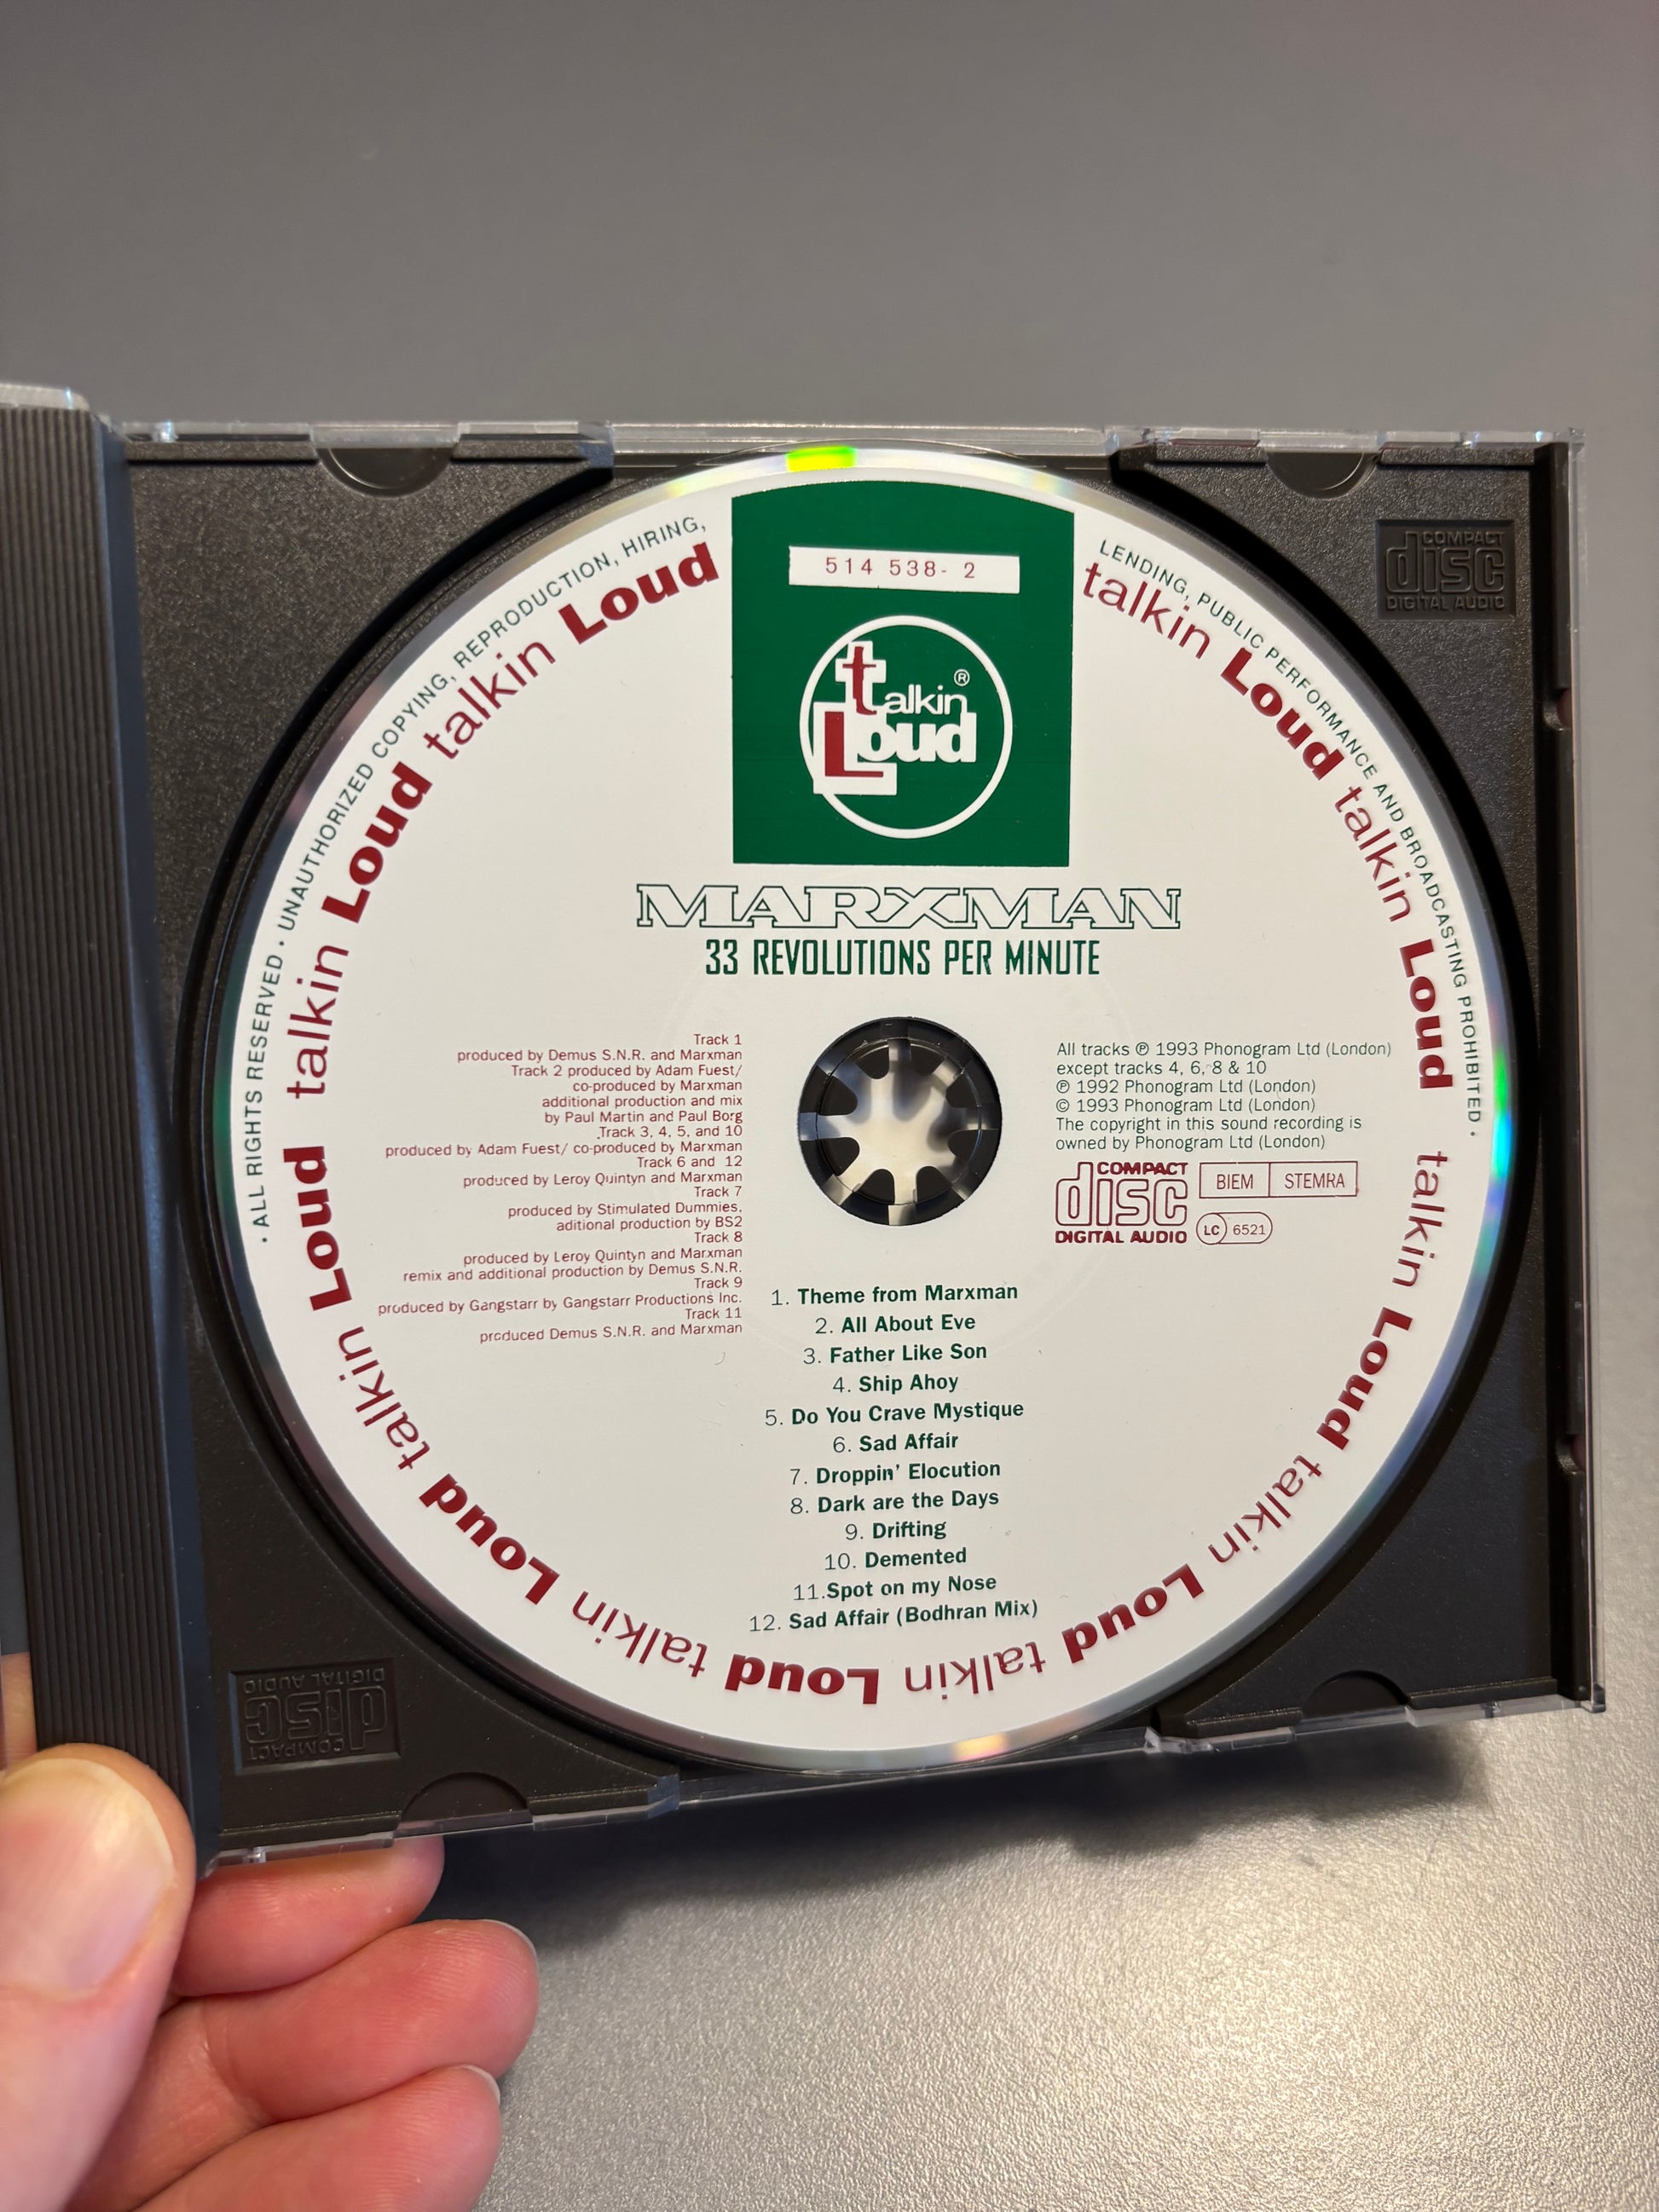 COMPACT
disc
DIGITAL AUDIO
• ALL RIGHTS RESERVED • UNAUTHORIZED COPYING, REPRODUCTION, HIRING,
LENDING, PUBLIC PERFORMANCE AND BROADCASTING PROHIBITED •
talkin Loud talkin Loud talkin Loud talkin Loud talkin Loud talkin Loud talkin Loud talkin Loud talkin Loud talkin Loud
514 538- 2
talkin ®
Loud
MARXMAN
33 REVOLUTIONS PER MINUTE
Track 1
produced by Demus S.N.R. and Marxman
Track 2 produced by Adam Fuest/
co-produced by Marxman
additional production and mix
by Paul Martin and Paul Borg
Track 3, 4, 5, and 10
produced by Adam Fuest/ co-produced by Marxman
Track 6 and 12
produced by Leroy Quintyn and Marxman
Track 7
produced by Stimulated Dummies,
aditional production by BS2
Track 8
produced by Leroy Quintyn and Marxman
remix and additional production by Demus S.N.R.
Track 9
produced by Gangstarr by Gangstarr Productions Inc.
Track 11
produced Demus S.N.R. and Marxman
All tracks ℗ 1993 Phonogram Ltd (London)
except tracks 4, 6, 8 & 10
℗ 1992 Phonogram Ltd (London)
© 1993 Phonogram Ltd (London)
The copyright in this sound recording is
owned by Phonogram Ltd (London)
COMPACT
disc
DIGITAL AUDIO
BIEM STEMRA
LC 6521
1. Theme from Marxman
2. All About Eve
3. Father Like Son
4. Ship Ahoy
5. Do You Crave Mystique
6. Sad Affair
7. Droppin' Elocution
8. Dark are the Days
9. Drifting
10. Demented
11.Spot on my Nose
12. Sad Affair (Bodhran Mix)
COMPACT
disc
DIGITAL AUDIO